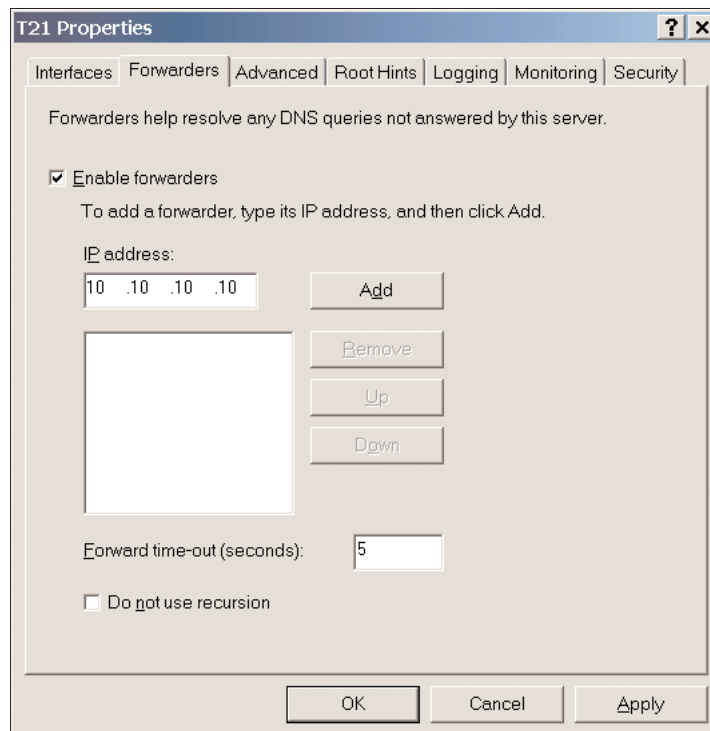 T21 Properties
? ×
Interfaces Forwarders Advanced Root Hints Logging Monitoring Security
Forwarders help resolve any DNS queries not answered by this server.
Enable forwarders
To add a forwarder, type its IP address, and then click Add.
IP address:
10 .10 .10 .10 Add
Remove
Up
Down
Forward time-out (seconds): 5
Do not use recursion
OK Cancel Apply